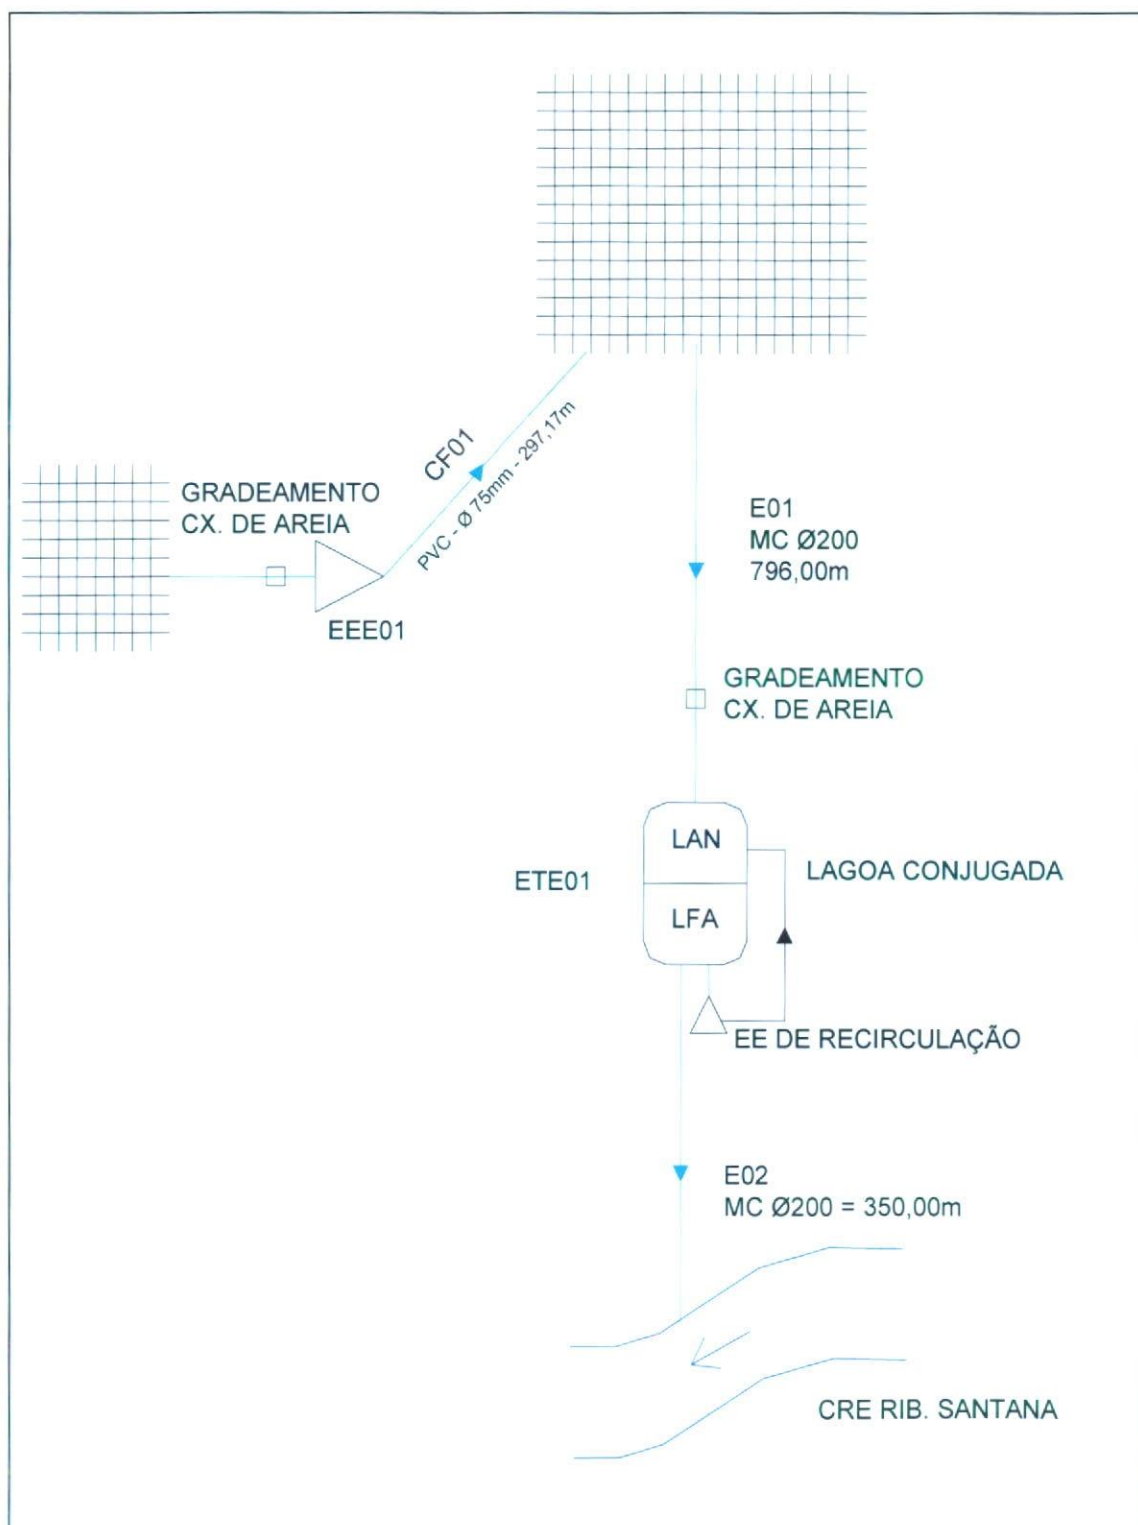 CF01
PVC - Ø 75mm - 297,17m
GRADEAMENTO
CX. DE AREIA
EEE01
E01
MC Ø200
796,00m
GRADEAMENTO
CX. DE AREIA
LAN
LFA
ETE01
LAGOA CONJUGADA
EE DE RECIRCULAÇÃO
E02
MC Ø200 = 350,00m
CRE RIB. SANTANA